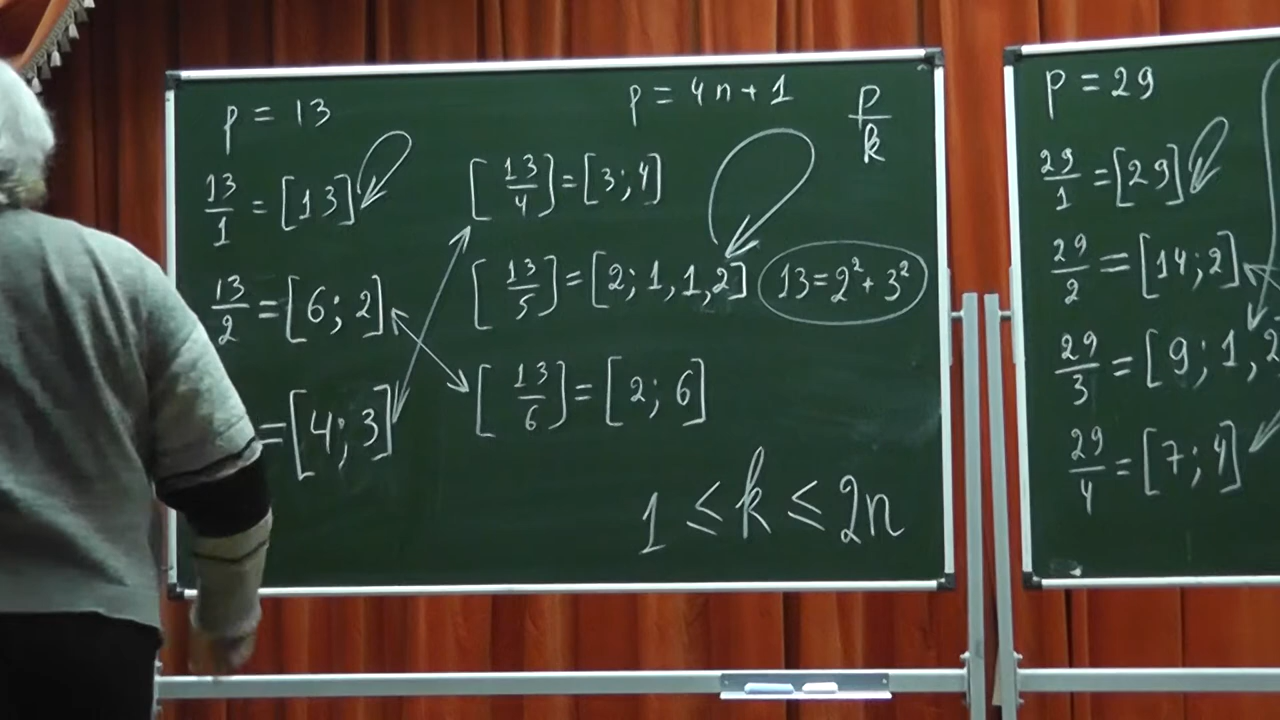 p = 13
p = 4n+1
p/k
13/1 = [13]
[13/4] = [3; 4]
13/2 = [6; 2]
[13/5] = [2; 1, 1, 2]
13 = 2² + 3²
= [4; 3]
[13/6] = [2; 6]
1 ≤ k ≤ 2n
p = 29
29/1 = [29]
29/2 = [14; 2]
29/3 = [9; 1, 2
29/4 = [7; 4]